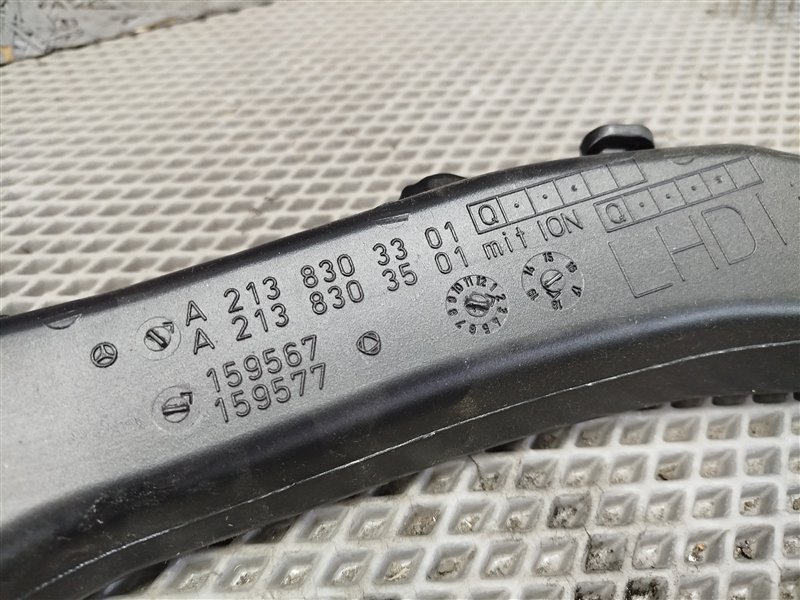 A 213 830 33 01
A 213 830 35 01 mit ION
159567
159577
Q
Q
LHD